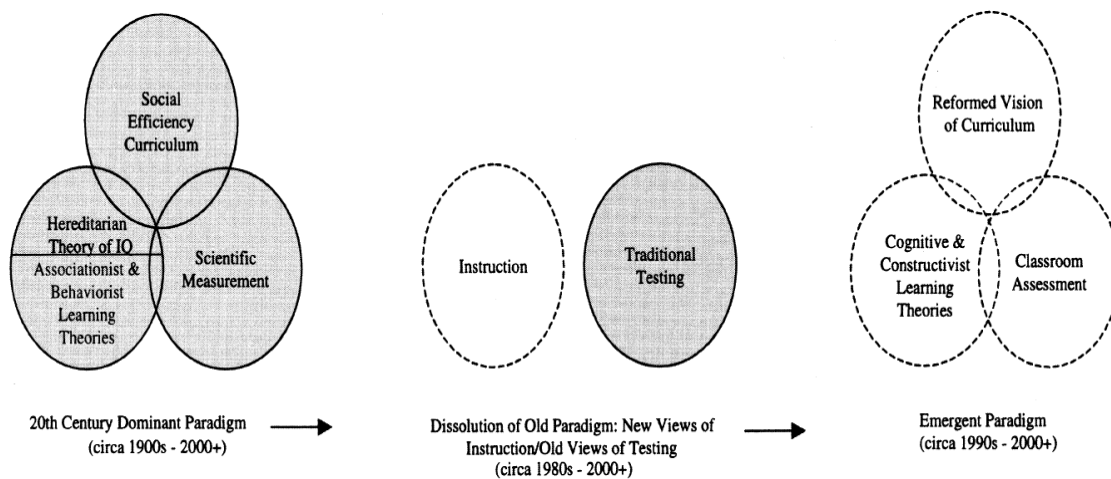 Social
Efficiency
Curriculum
Hereditarian
Theory of IQ
Associationist &
Behaviorist
Learning
Theories
Scientific
Measurement
20th Century Dominant Paradigm
(circa 1900s - 2000+)
Instruction
Traditional
Testing
Dissolution of Old Paradigm: New Views of
Instruction/Old Views of Testing
(circa 1980s - 2000+)
Reformed Vision
of Curriculum
Cognitive &
Constructivist
Learning
Theories
Classroom
Assessment
Emergent Paradigm
(circa 1990s - 2000+)